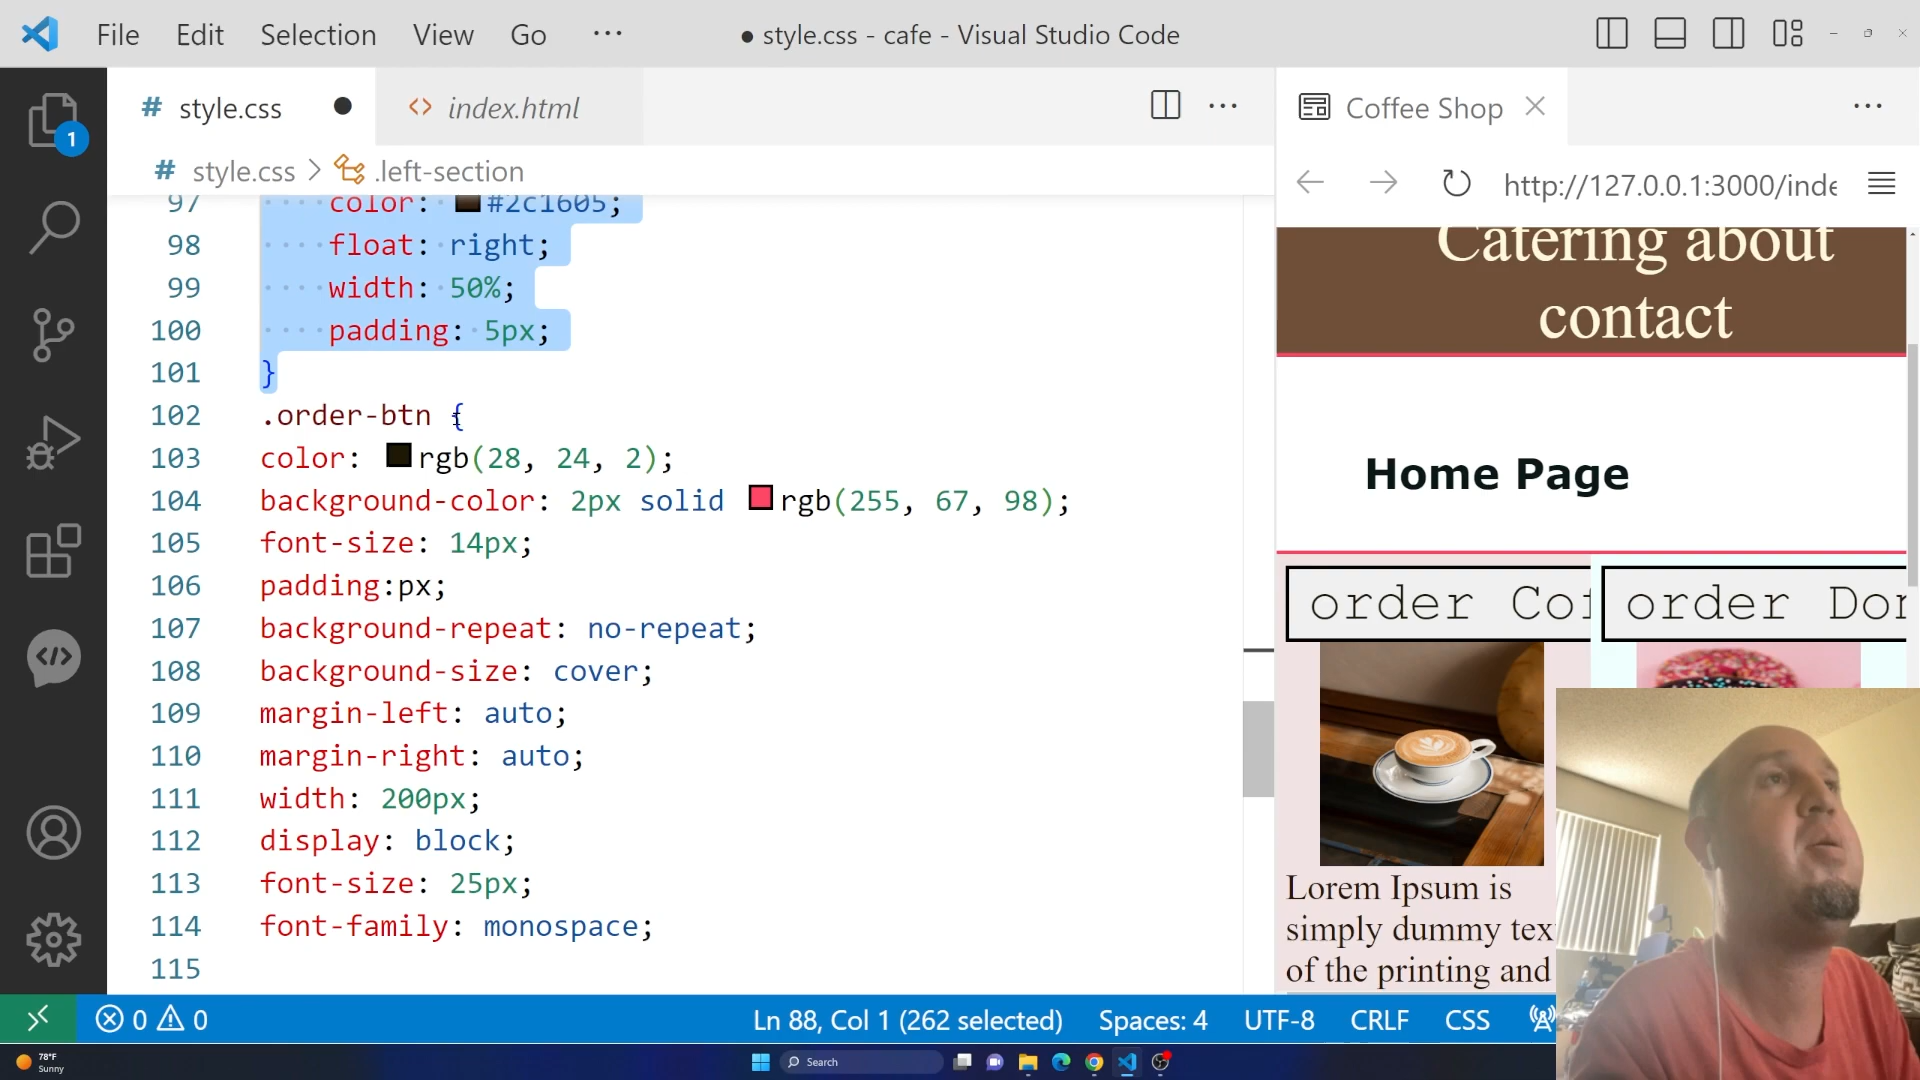 File Edit Selection View Go ··· ● style.css - cafe - Visual Studio Code
# style.css ● <> index.html ···
Coffee Shop ···
# style.css > .left-section
http://127.0.0.1:3000/inde
1
97 color: #2c1605;
98 float: right;
99 width: 50%;
100 padding: 5px;
101 }
102 .order-btn {
103 color: rgb(28, 24, 2);
104 background-color: 2px solid rgb(255, 67, 98);
105 font-size: 14px;
106 padding:px;
107 background-repeat: no-repeat;
108 background-size: cover;
109 margin-left: auto;
110 margin-right: auto;
111 width: 200px;
112 display: block;
113 font-size: 25px;
114 font-family: monospace;
115
Catering about
contact
Home Page
order Cof
order Don
Lorem Ipsum is
simply dummy tex
of the printing and
0 0 Ln 88, Col 1 (262 selected) Spaces: 4 UTF-8 CRLF CSS
78°F
Sunny
Search